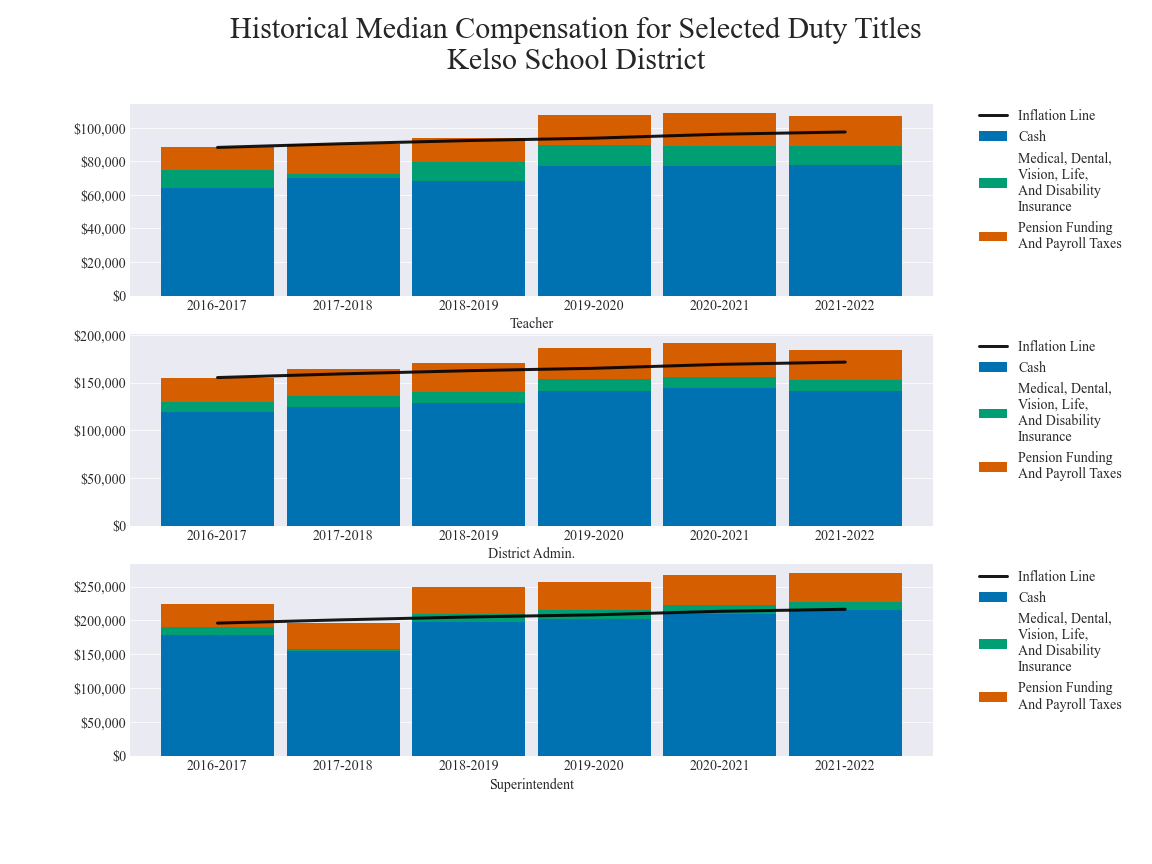 Historical Median Compensation for Selected Duty Titles
Kelso School District
$100,000
$80,000
$60,000
$40,000
$20,000
$0
2016-2017 2017-2018 2018-2019 2019-2020 2020-2021 2021-2022
Teacher
Inflation Line
Cash
Medical, Dental,
Vision, Life,
And Disability
Insurance
Pension Funding
And Payroll Taxes
$200,000
$150,000
$100,000
$50,000
$0
2016-2017 2017-2018 2018-2019 2019-2020 2020-2021 2021-2022
District Admin.
Inflation Line
Cash
Medical, Dental,
Vision, Life,
And Disability
Insurance
Pension Funding
And Payroll Taxes
$250,000
$200,000
$150,000
$100,000
$50,000
$0
2016-2017 2017-2018 2018-2019 2019-2020 2020-2021 2021-2022
Superintendent
Inflation Line
Cash
Medical, Dental,
Vision, Life,
And Disability
Insurance
Pension Funding
And Payroll Taxes